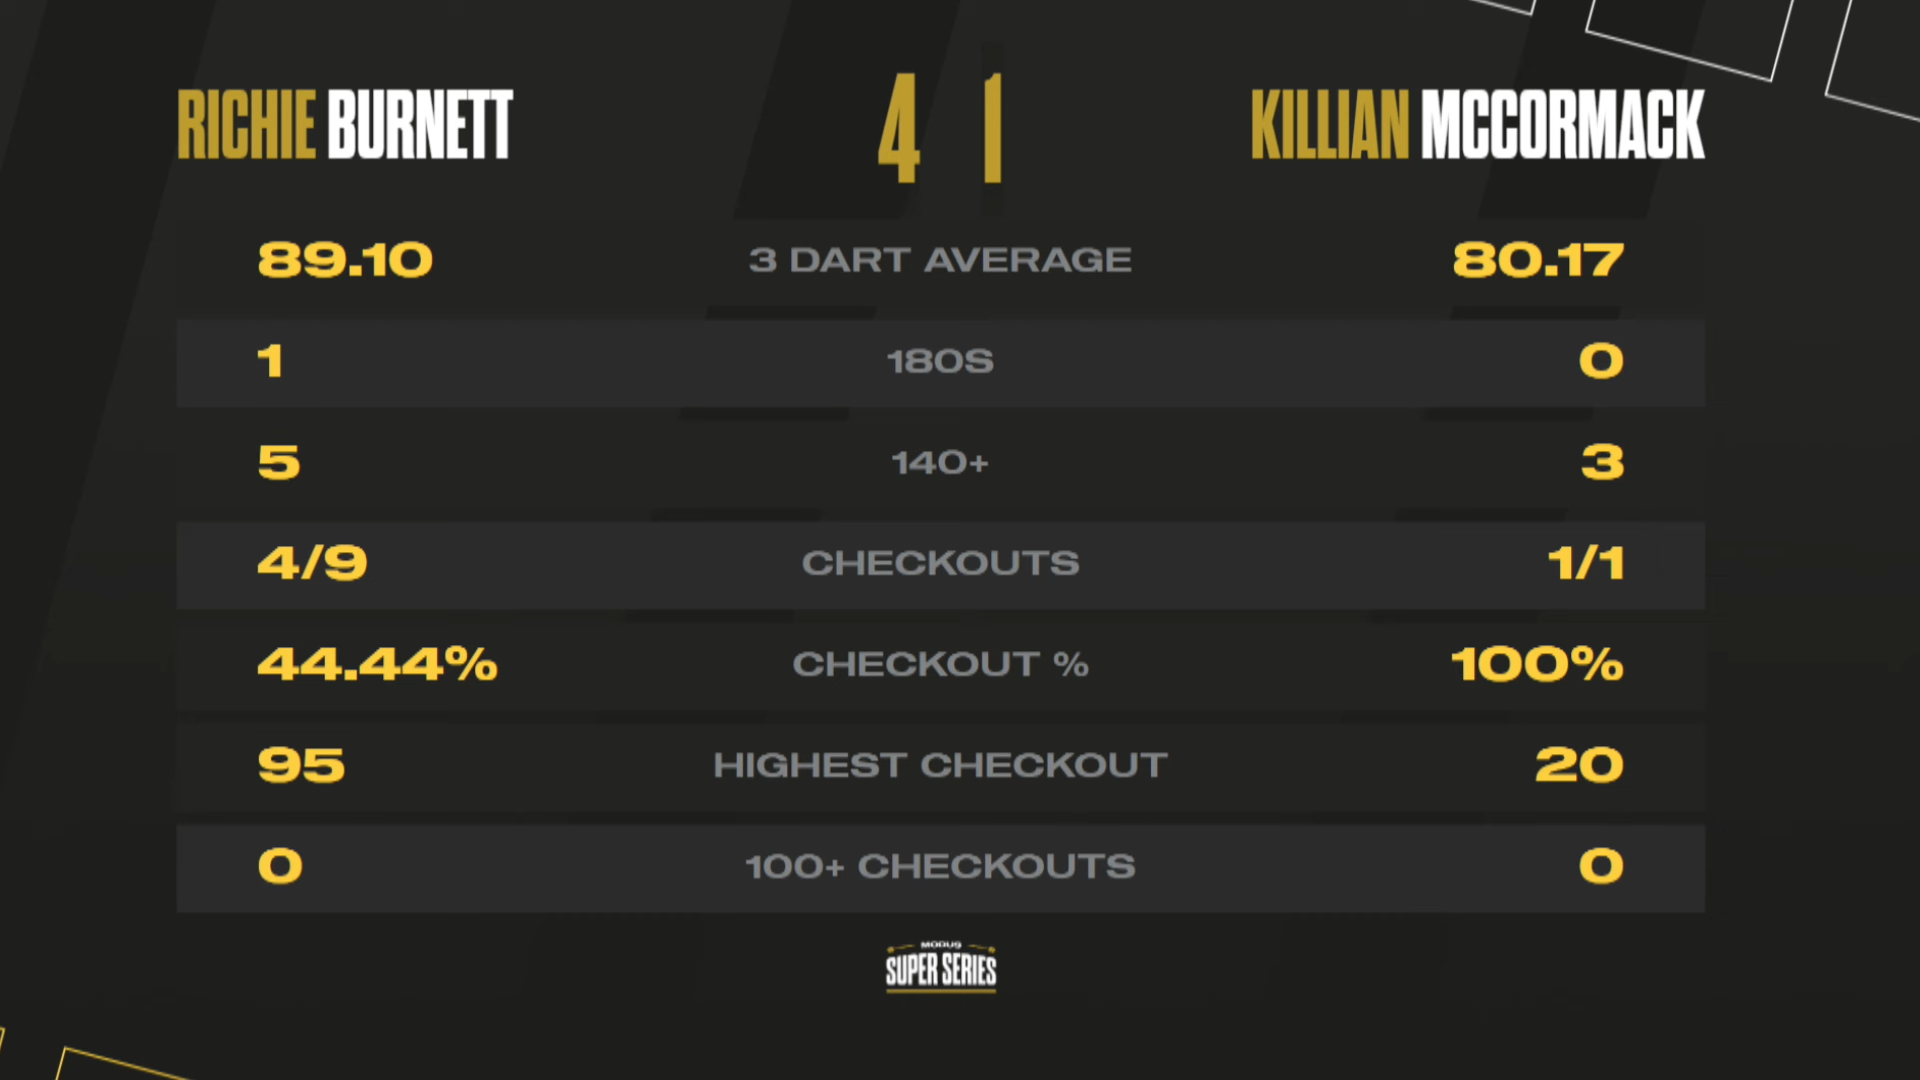 RICHIE BURNETT 4 1 KILLIAN MCCORMACK
89.10 3 DART AVERAGE 80.17
1 180S 0
5 140+ 3
4/9 CHECKOUTS 1/1
44.44% CHECKOUT % 100%
95 HIGHEST CHECKOUT 20
0 100+ CHECKOUTS 0
MODUS
SUPER SERIES